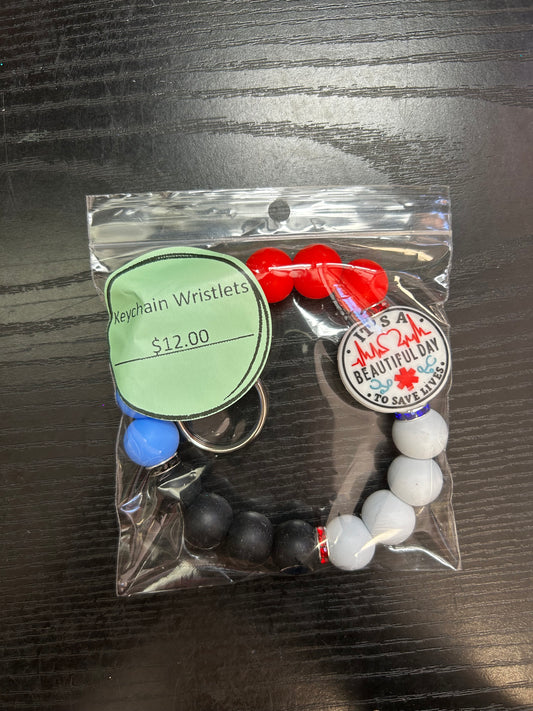 Keychain Wristlets
$12.00
IT'S A
BEAUTIFUL DAY
· TO SAVE LIVES ·